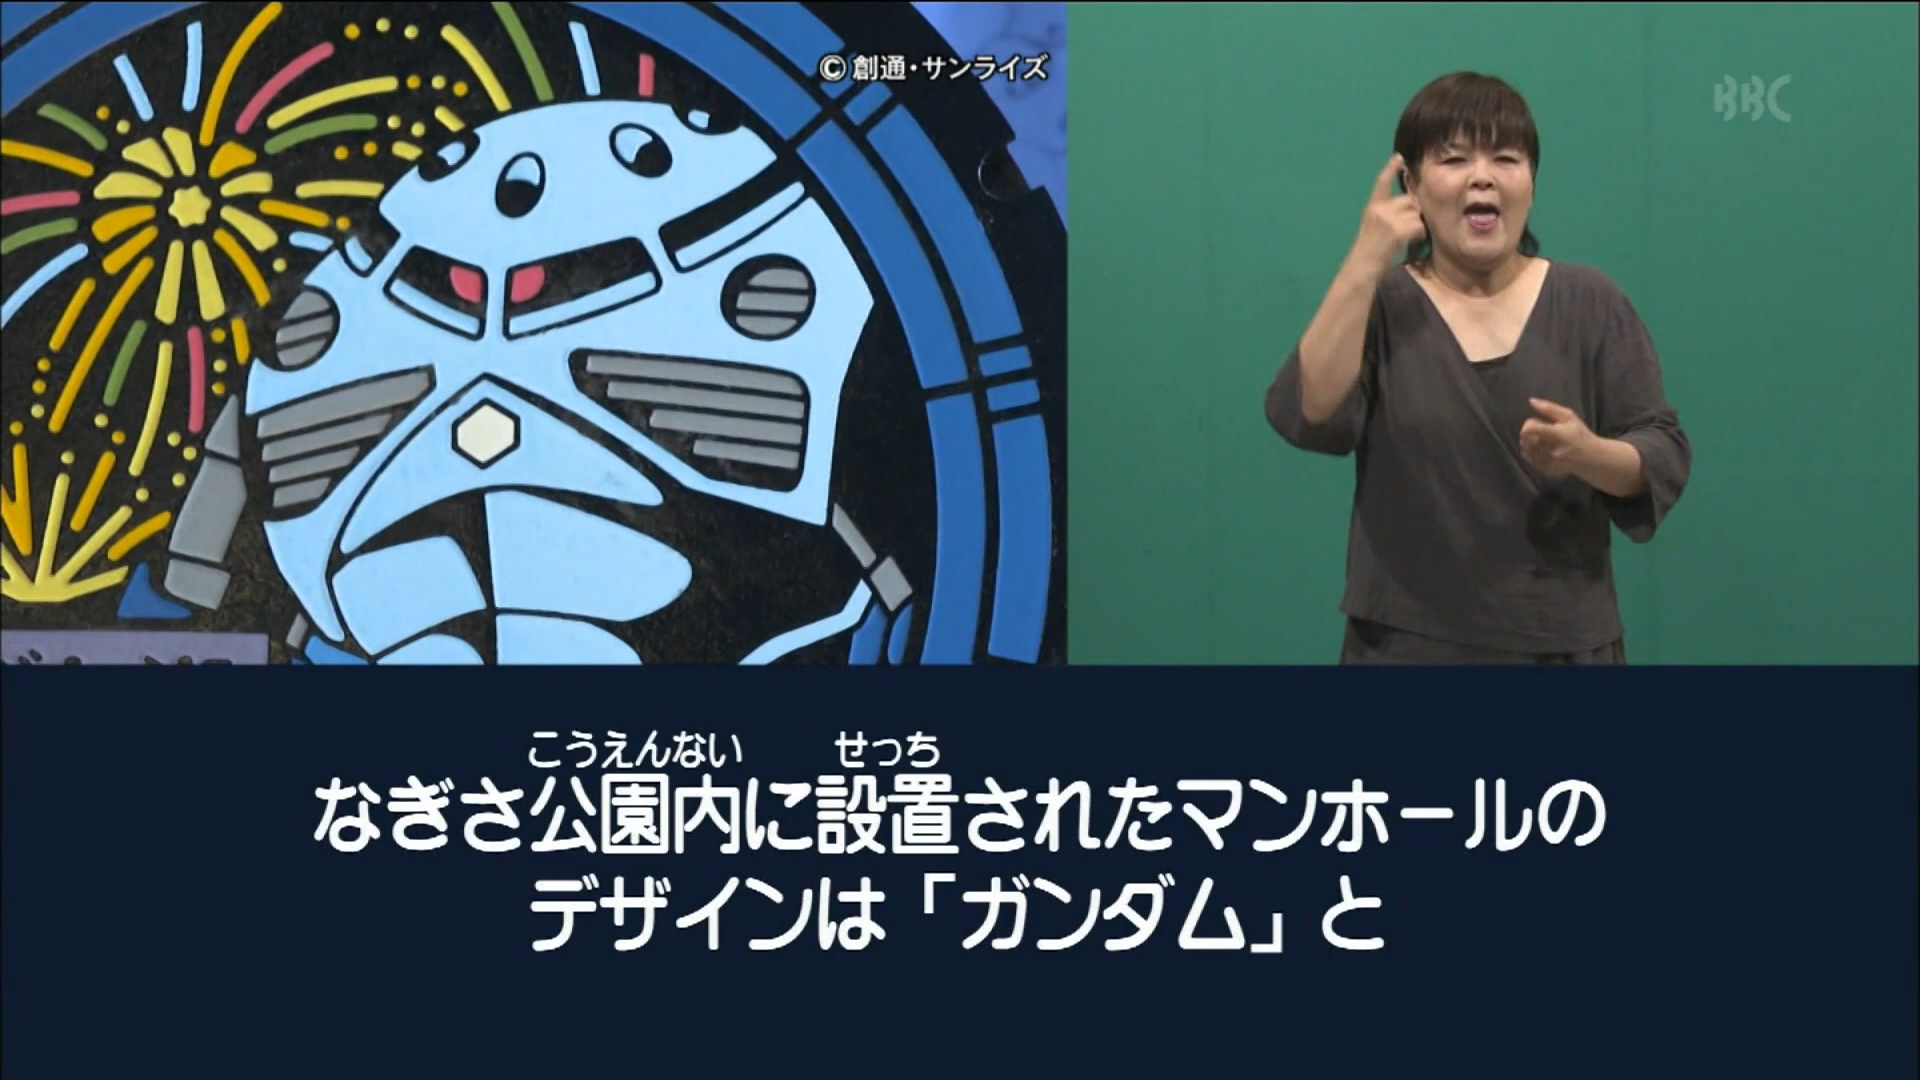 © 創通・サンライズ
BBC
こうえんない せっち
なぎさ公園内に設置されたマンホールの
デザインは「ガンダム」と